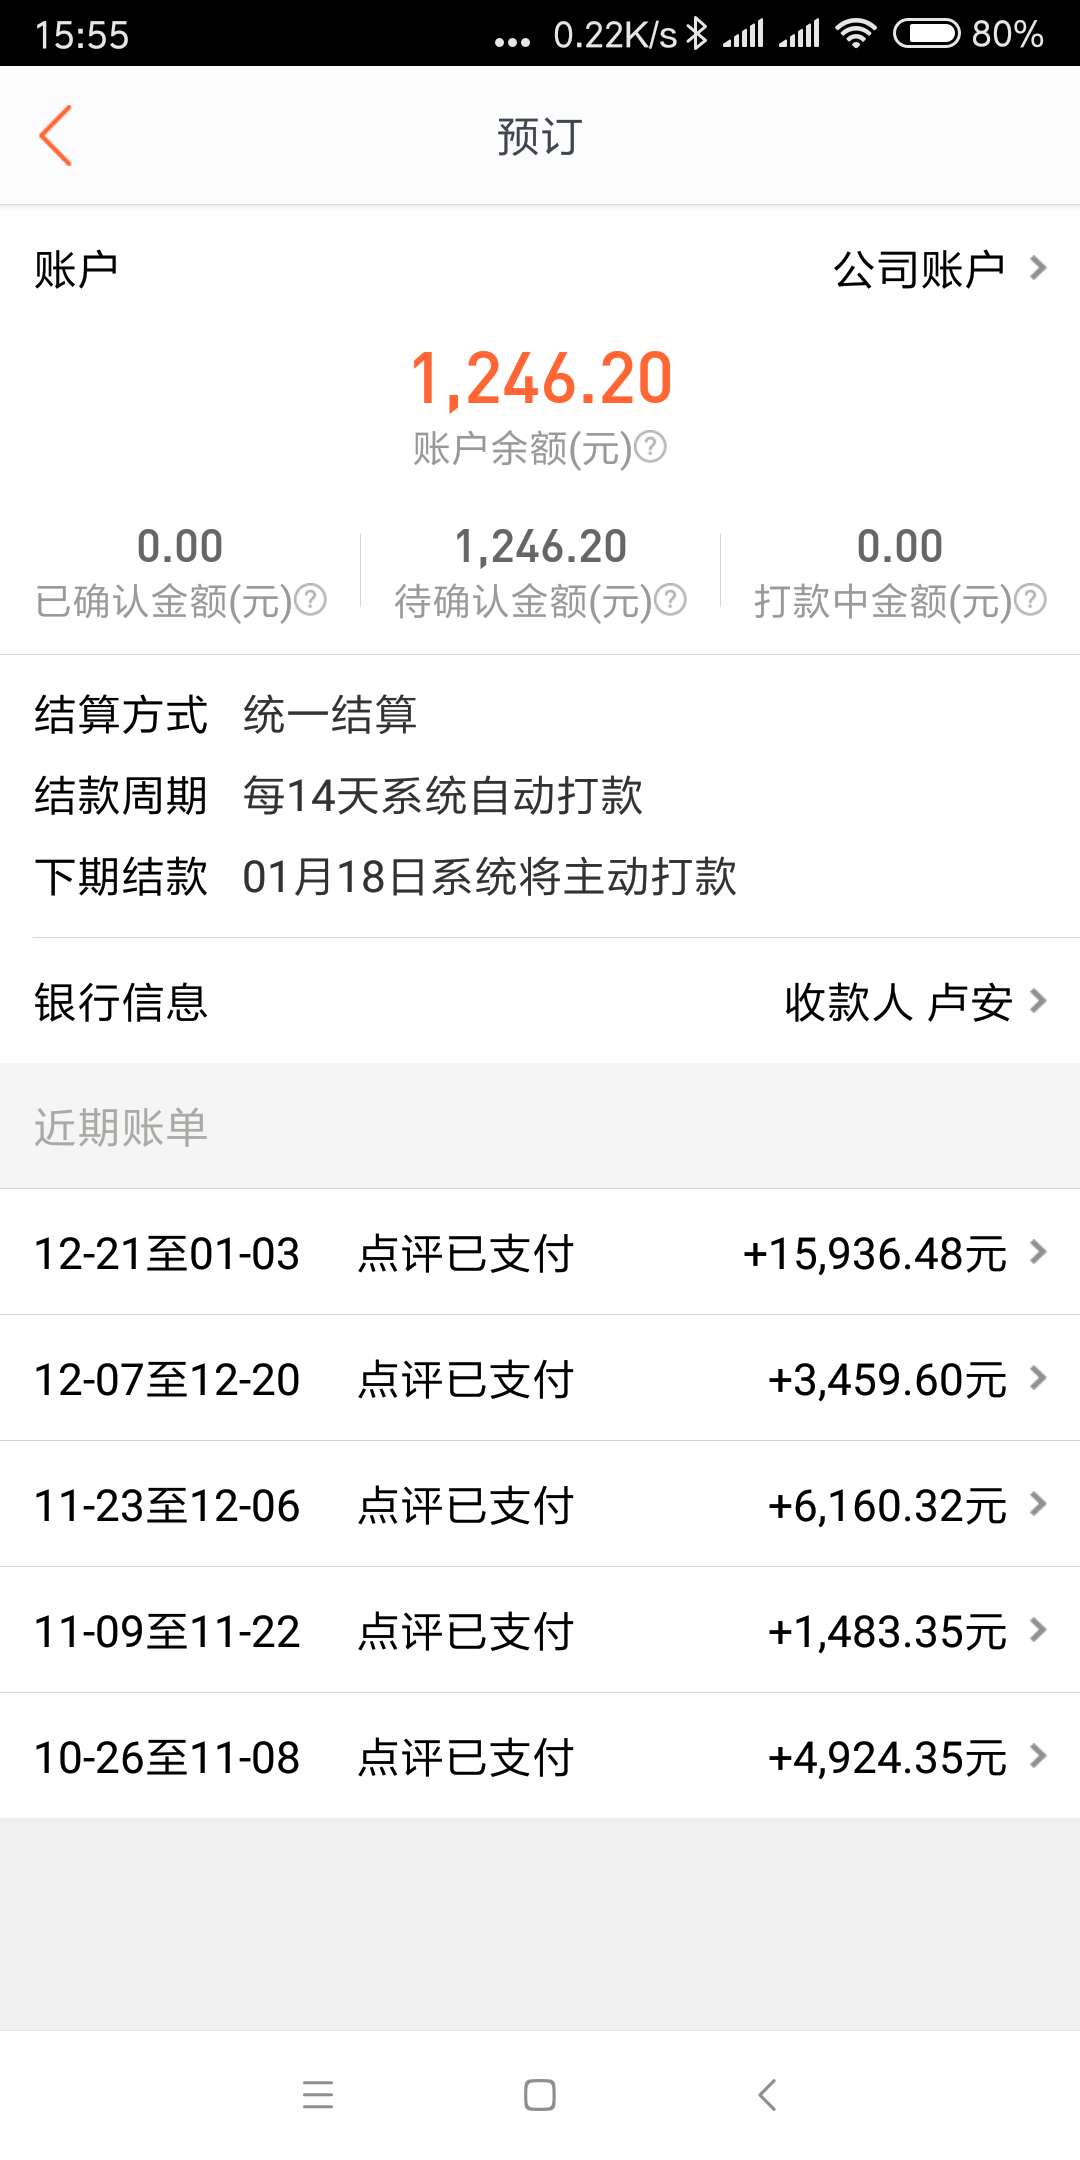 15:55 ... 0.22K/s 80%
预订
账户 公司账户
1,246.20
账户余额(元)?
0.00 1,246.20 0.00
已确认金额(元)? 待确认金额(元)? 打款中金额(元)?
结算方式 统一结算
结款周期 每14天系统自动打款
下期结款 01月18日系统将主动打款
银行信息 收款人 卢安
近期账单
12-21至01-03 点评已支付 +15,936.48元
12-07至12-20 点评已支付 +3,459.60元
11-23至12-06 点评已支付 +6,160.32元
11-09至11-22 点评已支付 +1,483.35元
10-26至11-08 点评已支付 +4,924.35元